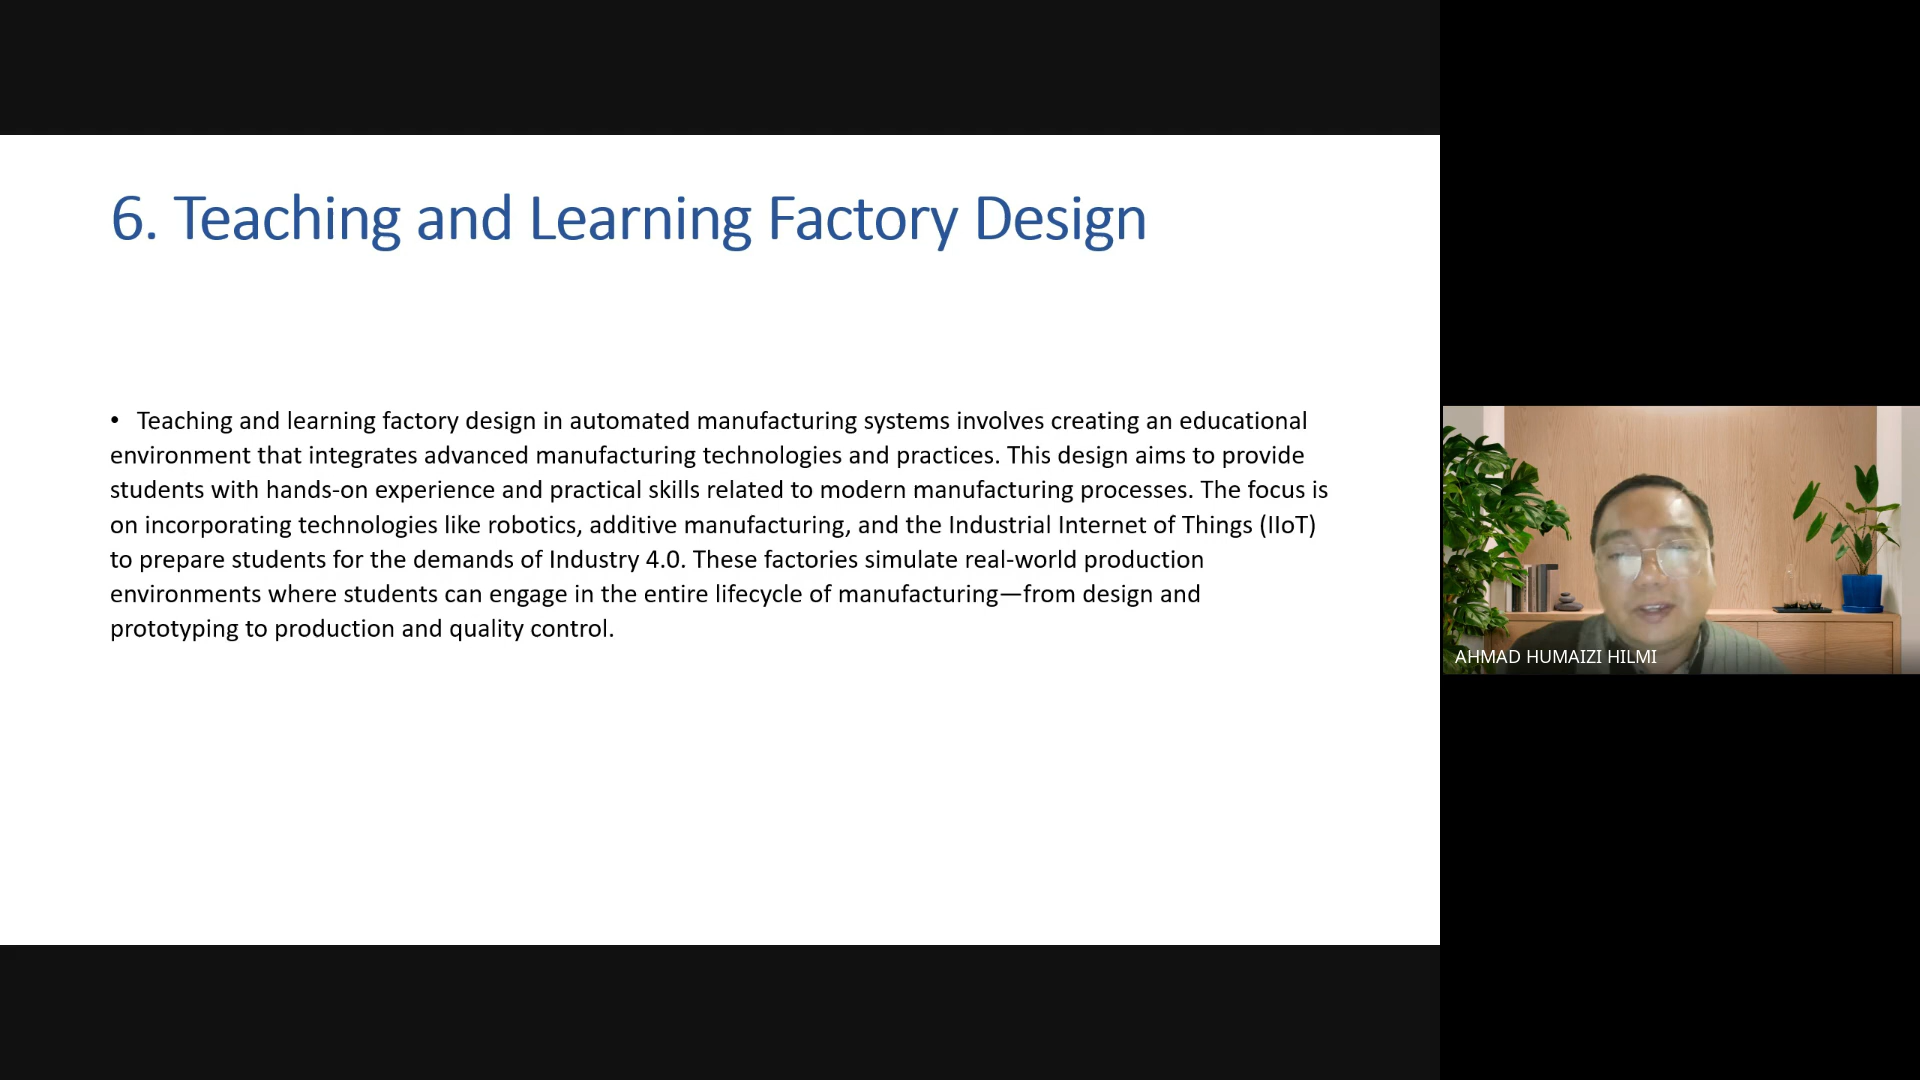 6. Teaching and Learning Factory Design
• Teaching and learning factory design in automated manufacturing systems involves creating an educational
environment that integrates advanced manufacturing technologies and practices. This design aims to provide
students with hands-on experience and practical skills related to modern manufacturing processes. The focus is
on incorporating technologies like robotics, additive manufacturing, and the Industrial Internet of Things (IIoT)
to prepare students for the demands of Industry 4.0. These factories simulate real-world production
environments where students can engage in the entire lifecycle of manufacturing—from design and
prototyping to production and quality control.
AHMAD HUMAIZI HILMI